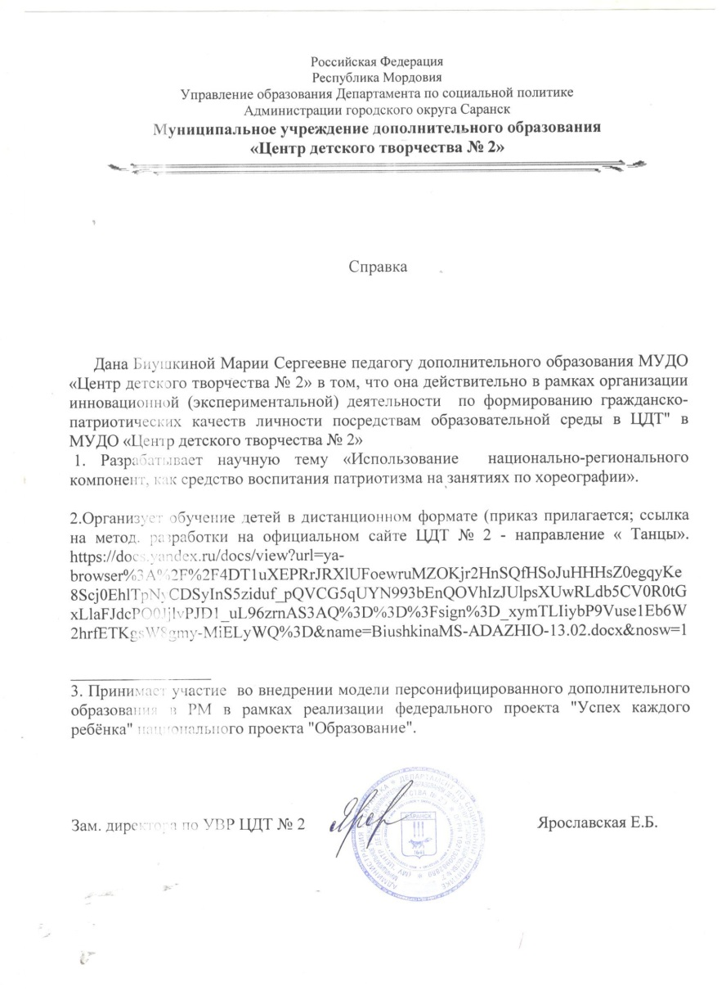 Российская Федерация
Республика Мордовия
Управление образования Департамента по социальной политике
Администрации городского округа Саранск
Муниципальное учреждение дополнительного образования
«Центр детского творчества № 2»
Справка
Дана Биушкиной Марии Сергеевне педагогу дополнительного образования МУДО
«Центр детского творчества № 2» в том, что она действительно в рамках организации
инновационной (экспериментальной) деятельности по формированию гражданско-
патриотических качеств личности посредствам образовательной среды в ЦДТ" в
МУДО «Центр детского творчества № 2»
1. Разрабатывает научную тему «Использование национально-регионального
компонент, как средство воспитания патриотизма на занятиях по хореографии».
2.Организует обучение детей в дистанционном формате (приказ прилагается; ссылка
на метод. разработки на официальном сайте ЦДТ № 2 - направление « Танцы».
https://docs.yandex.ru/docs/view?url=ya-
browser%3A%2F%2F4DT1uXEPRrJRXlUFoewruMZOKjr2HnSQfHSoJuHHHsZ0egqyKe
8Scj0EhlTpNyCDSyInS5ziduf_pQVCG5qUYN993bEnQOVhIzJUlpsXUwRLdb5CV0R0tG
2hrfETKgsW8gmy-MiELyWQ%3D&name=BiushkinaMS-ADAZHIO-13.02.docx&nosw=1
3. Принимает участие во внедрении модели персонифицированного дополнительного
образования в РМ в рамках реализации федерального проекта "Успех каждого
ребёнка" национального проекта "Образование".
Зам. директора по УВР ЦДТ № 2 Ярославская Е.Б.
САРАНСК
1641